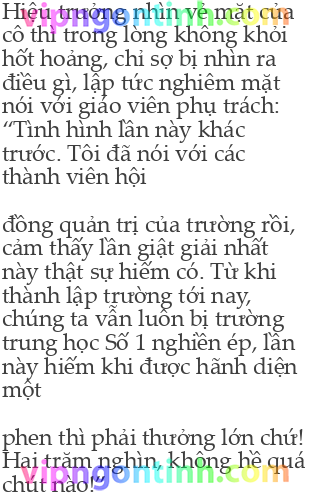 vipngontinh.com
Hiệu trưởng nhìn vẻ mặt của
cô thì trong lòng không khỏi
hốt hoảng, chỉ sợ bị nhìn ra
điều gì, lập tức nghiêm mặt
nói với giáo viên phụ trách:
“Tình hình lần này khác
trước. Tôi đã nói với các
thành viên hội
đồng quản trị của trường rồi,
cảm thấy lần giật giải nhất
này thật sự hiếm có. Từ khi
thành lập trường tới nay,
chúng ta vẫn luôn bị trường
trung học Số 1 nghiền ép, lần
này hiếm khi được hãnh diện
một
phen thì phải thưởng lớn chứ!
Hai trăm nghìn, không hề quá
chút nào!”
vipngontinh.com